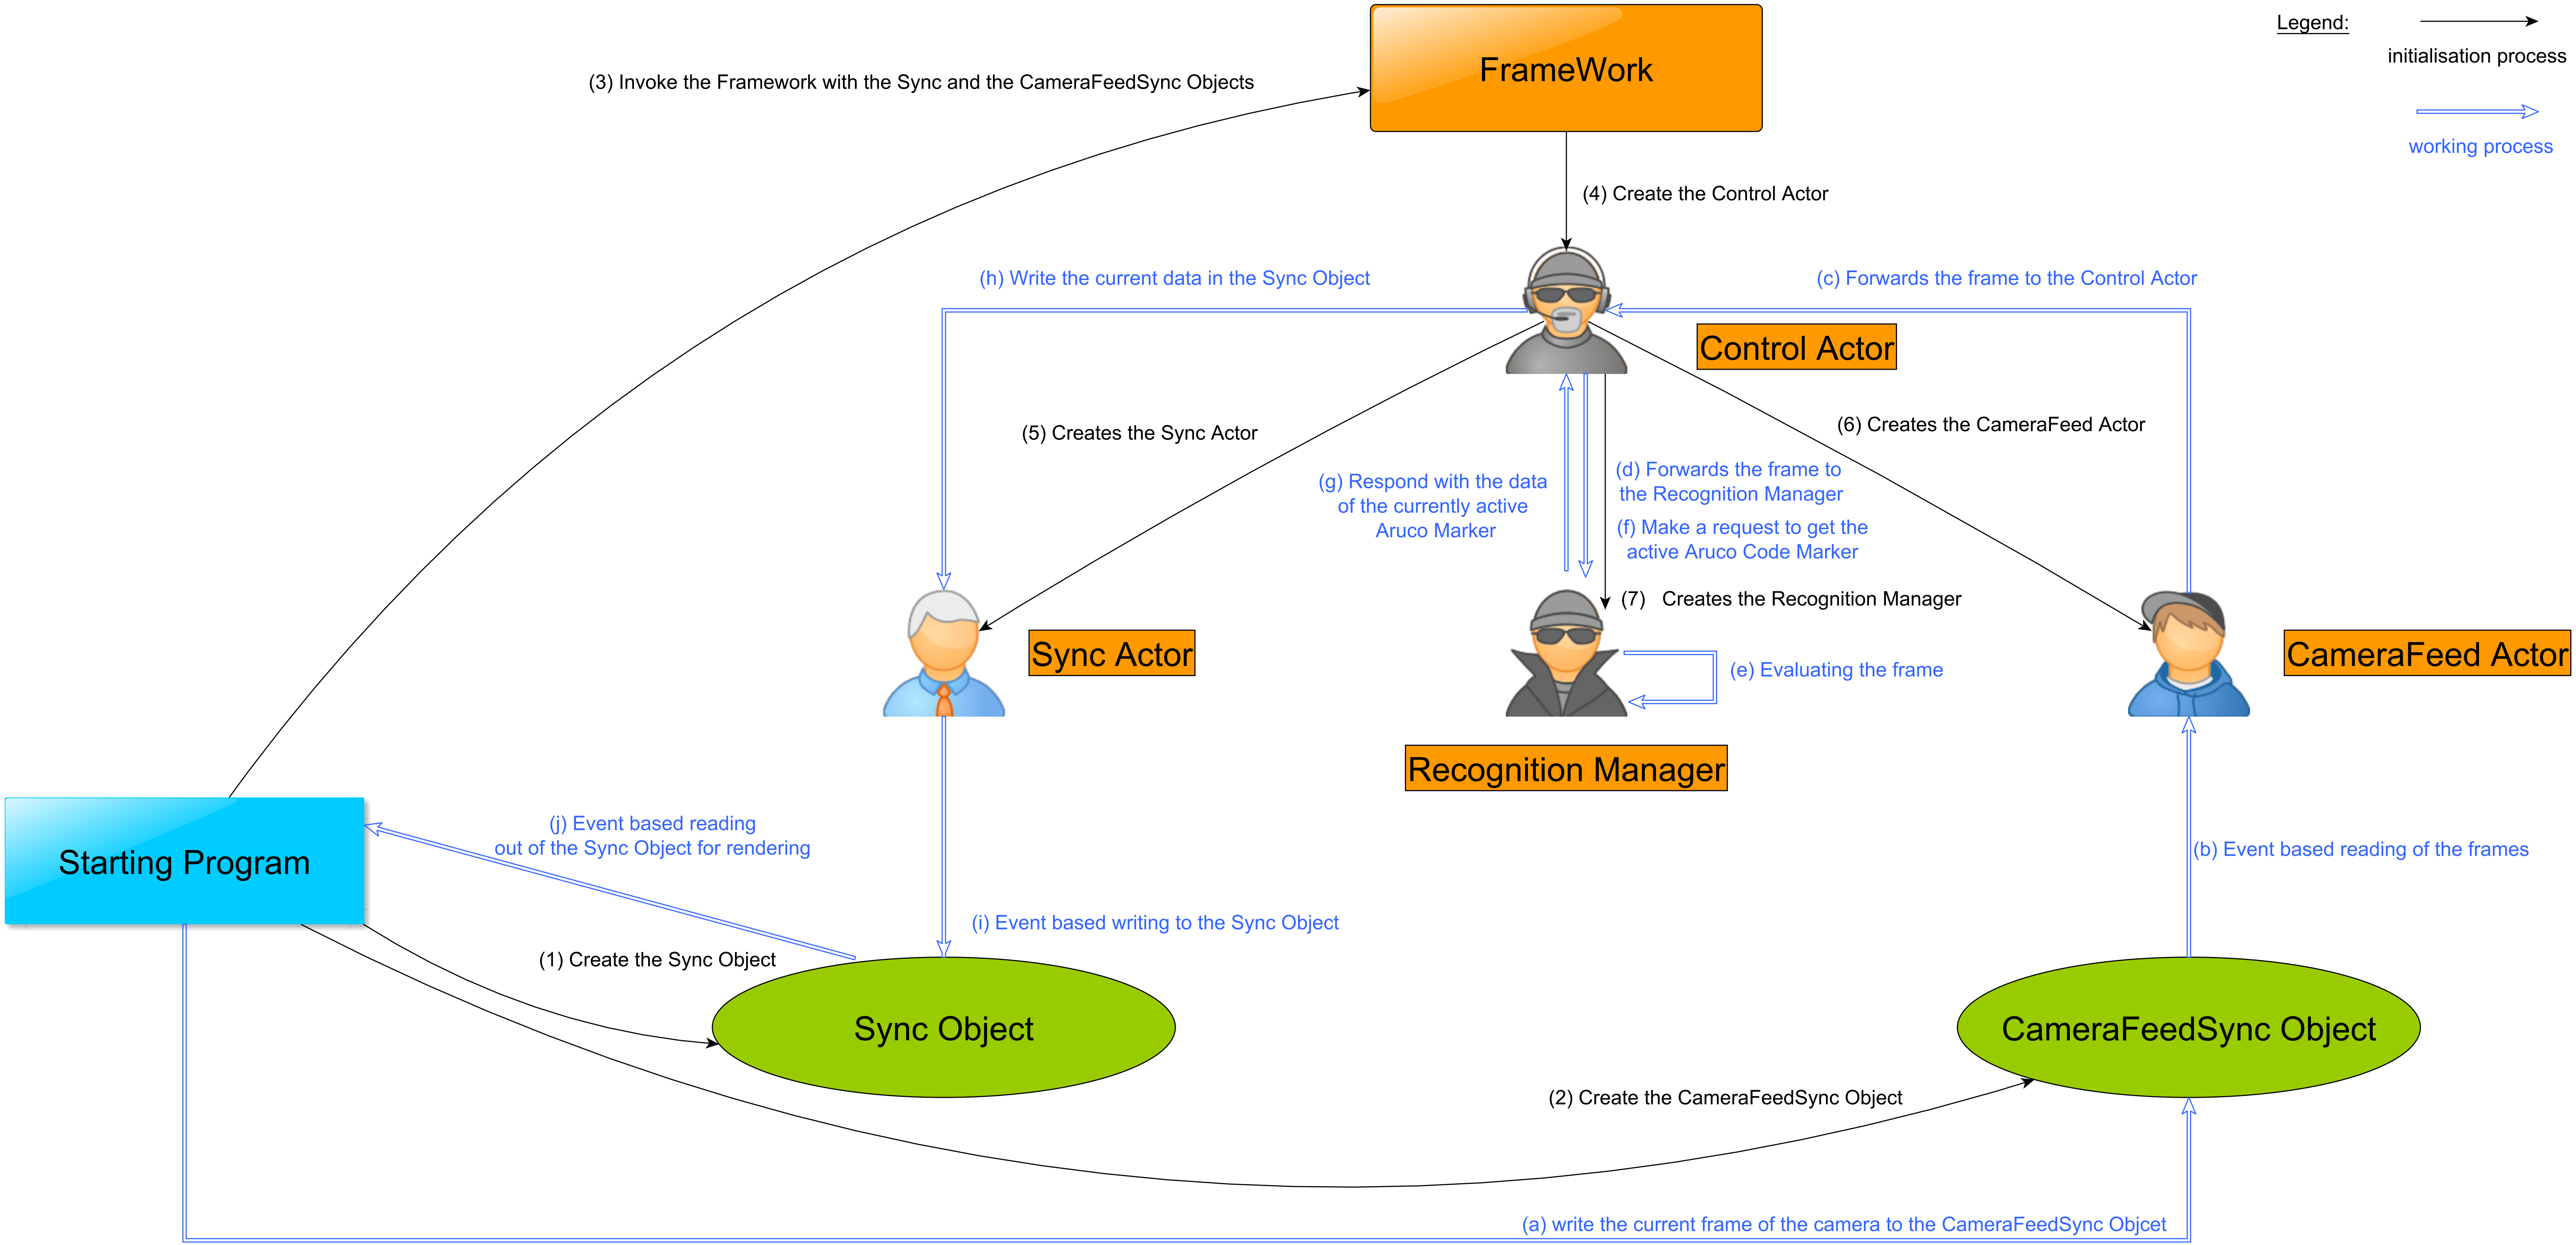 FrameWork
Legend:
initialisation process
working process
(3) Invoke the Framework with the Sync and the CameraFeedSync Objects
(4) Create the Control Actor
(h) Write the current data in the Sync Object
(c) Forwards the frame to the Control Actor
Control Actor
(5) Creates the Sync Actor
(6) Creates the CameraFeed Actor
(g) Respond with the data
of the currently active
Aruco Marker
(d) Forwards the frame to
the Recognition Manager
(f) Make a request to get the
active Aruco Code Marker
(7) Creates the Recognition Manager
Sync Actor
(e) Evaluating the frame
CameraFeed Actor
Recognition Manager
Starting Program
(j) Event based reading
out of the Sync Object for rendering
(b) Event based reading of the frames
(i) Event based writing to the Sync Object
(1) Create the Sync Object
Sync Object
CameraFeedSync Object
(2) Create the CameraFeedSync Object
(a) write the current frame of the camera to the CameraFeedSync Objcet